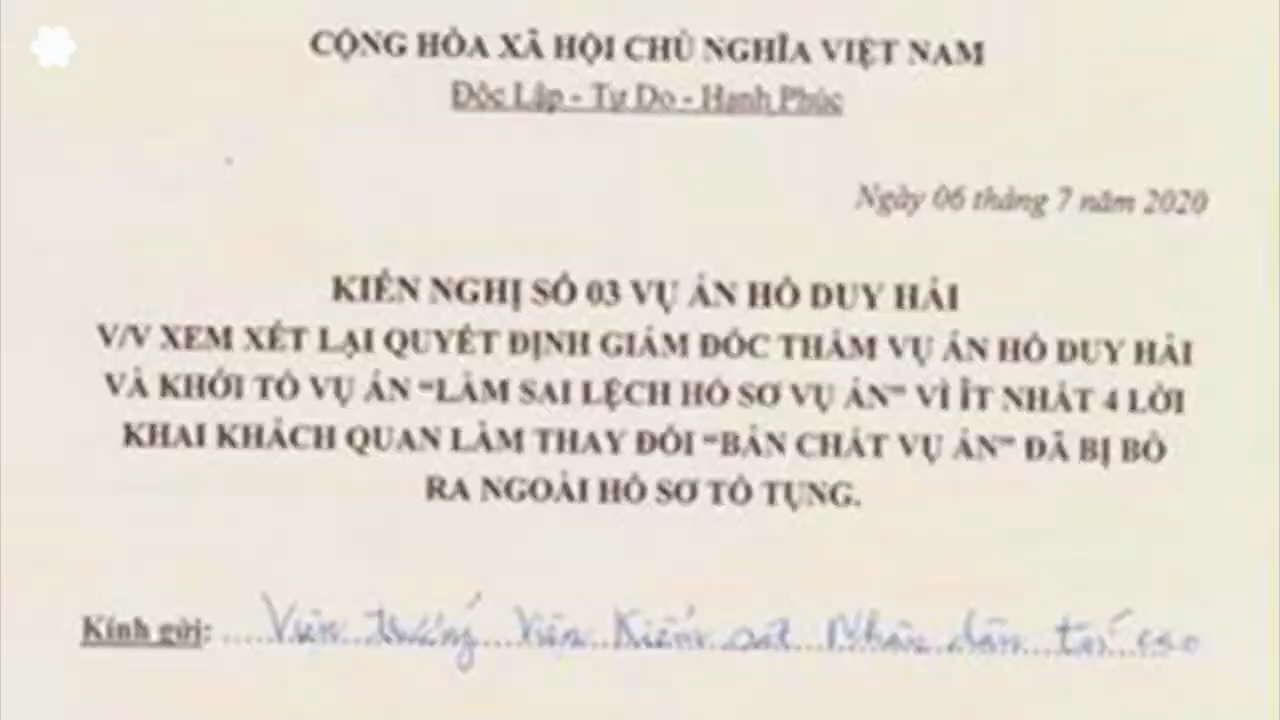 CỘNG HÒA XÃ HỘI CHỦ NGHĨA VIỆT NAM
Độc Lập - Tự Do - Hạnh Phúc
Ngày 06 tháng 7 năm 2020
KIẾN NGHỊ SỐ 03 VỤ ÁN HỒ DUY HẢI
V/V XEM XÉT LẠI QUYẾT ĐỊNH GIÁM ĐỐC THẨM VỤ ÁN HỒ DUY HẢI
VÀ KHỞI TỐ VỤ ÁN “LÀM SAI LỆCH HỒ SƠ VỤ ÁN” VÌ ÍT NHẤT 4 LỜI
KHAI KHÁCH QUAN LÀM THAY ĐỔI “BẢN CHẤT VỤ ÁN” ĐÃ BỊ BỎ
RA NGOÀI HỒ SƠ TỐ TỤNG.
Kính gửi: Viện trưởng Viện Kiểm sát Nhân dân tối cao